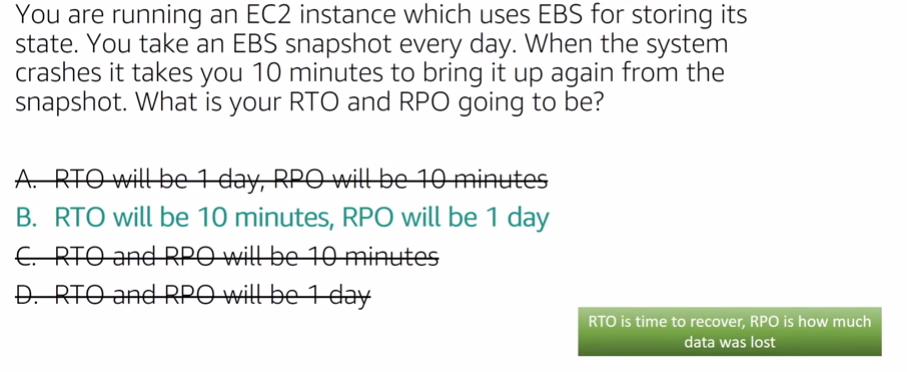 You are running an EC2 instance which uses EBS for storing its
state. You take an EBS snapshot every day. When the system
crashes it takes you 10 minutes to bring it up again from the
snapshot. What is your RTO and RPO going to be?
A. RTO will be 1 day, RPO will be 10 minutes
B. RTO will be 10 minutes, RPO will be 1 day
C. RTO and RPO will be 10 minutes
D. RTO and RPO will be 1 day
RTO is time to recover, RPO is how much
data was lost